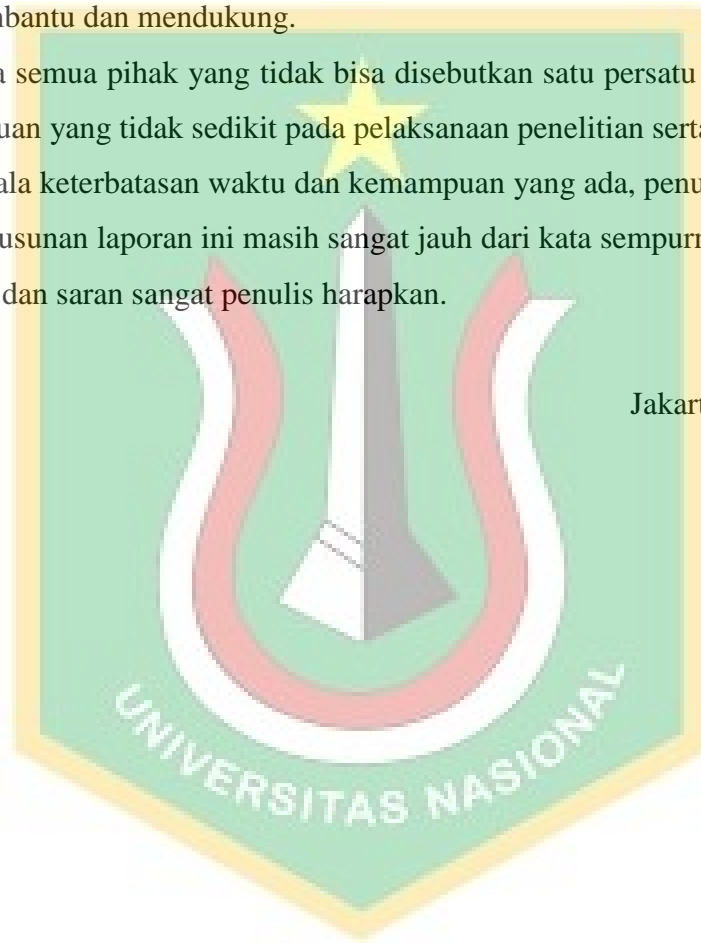 mbantu dan mendukung.
a semua pihak yang tidak bisa disebutkan satu persatu
uan yang tidak sedikit pada pelaksanaan penelitian serta
ala keterbatasan waktu dan kemampuan yang ada, penu
usunan laporan ini masih sangat jauh dari kata sempurn
dan saran sangat penulis harapkan.
Jakart
UNIVERSITAS NASIONAL